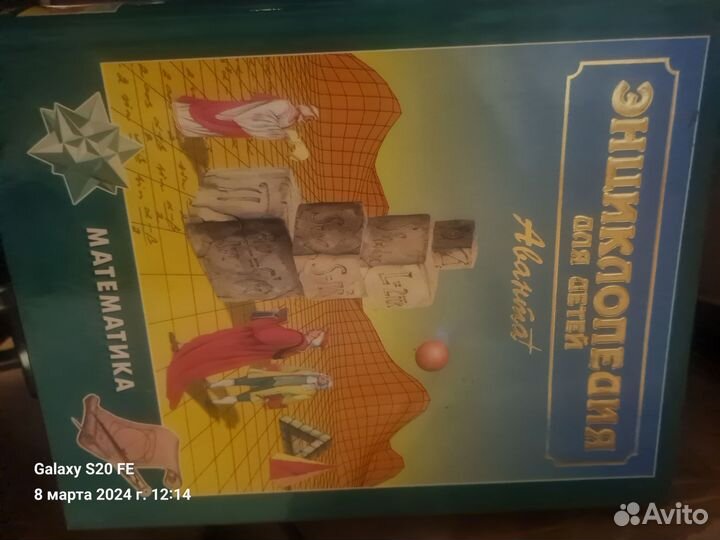 ЭНЦИКЛОПЕДИЯ
ДЛЯ ДЕТЕЙ
Аванта+
МАТЕМАТИКА
Galaxy S20 FE
8 марта 2024 г. 12:14
Avito